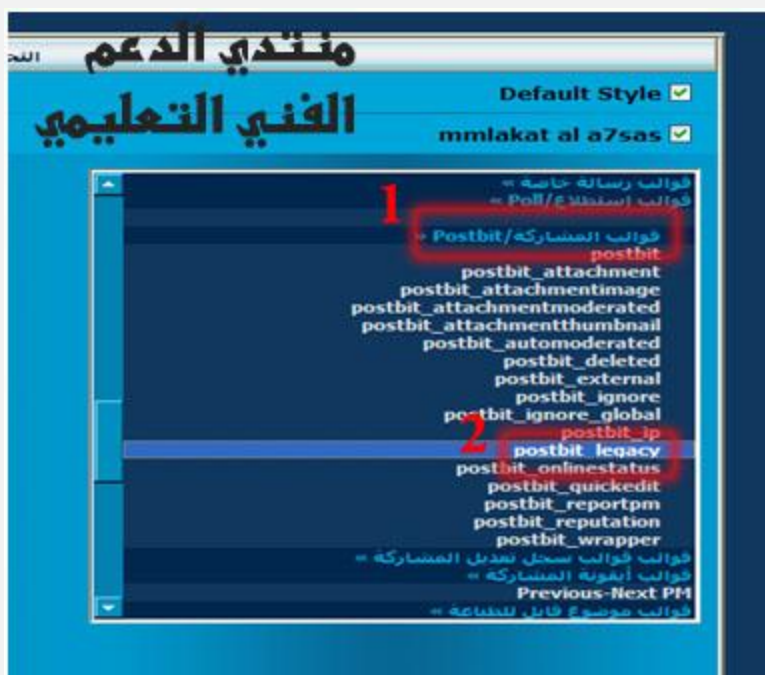 منتدي الدعم
الفني التعليمي
Default Style
mmlakat al a7sas
قوالب رسالة خاصة »
قوالب إستطلاع/Poll »
1
قوالب المشاركة/Postbit »
postbit
postbit_attachment
postbit_attachmentimage
postbit_attachmentmoderated
postbit_attachmentthumbnail
postbit_automoderated
postbit_deleted
postbit_external
postbit_ignore
postbit_ignore_global
postbit_ip
2
postbit_legacy
postbit_onlinestatus
postbit_quickedit
postbit_reportpm
postbit_reputation
postbit_wrapper
قوالب قوالب سجل تعديل المشاركة »
قوالب أيقونة المشاركة »
Previous-Next PM
قوالب موضوع قابل للطباعة »